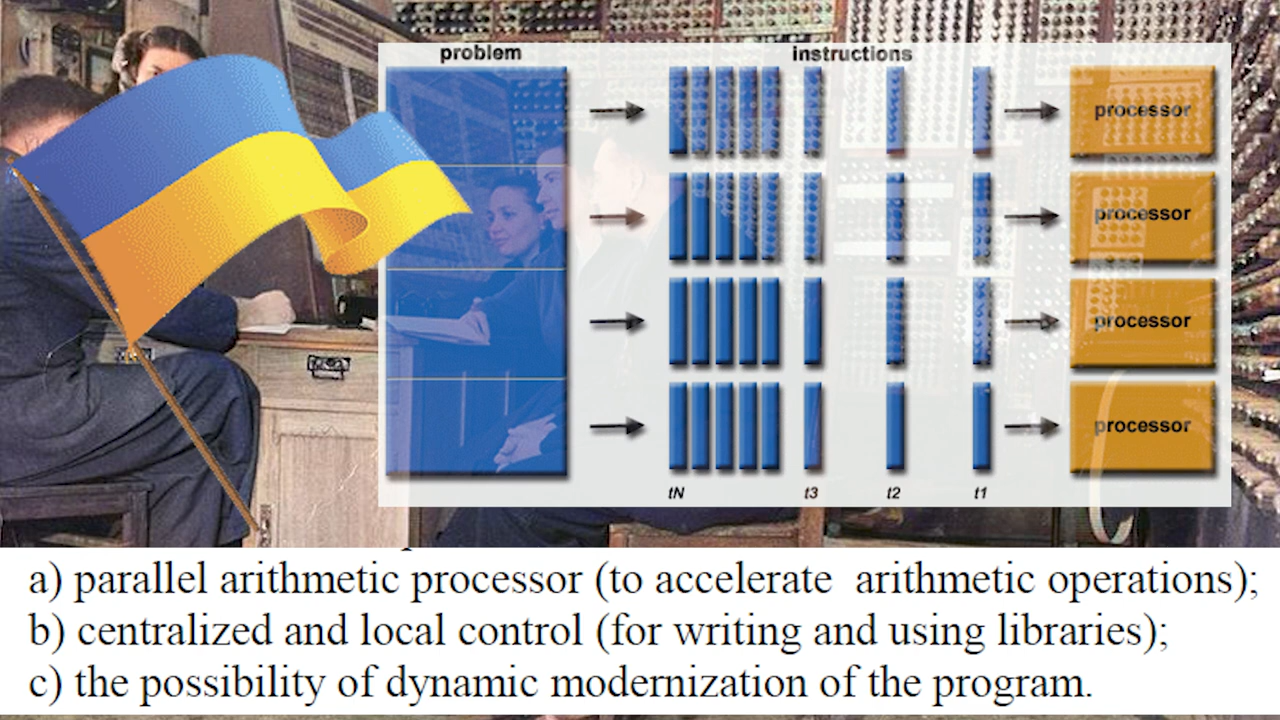 problem
instructions
processor
processor
processor
processor
tN t3 t2 t1
a) parallel arithmetic processor (to accelerate arithmetic operations);
b) centralized and local control (for writing and using libraries);
c) the possibility of dynamic modernization of the program.